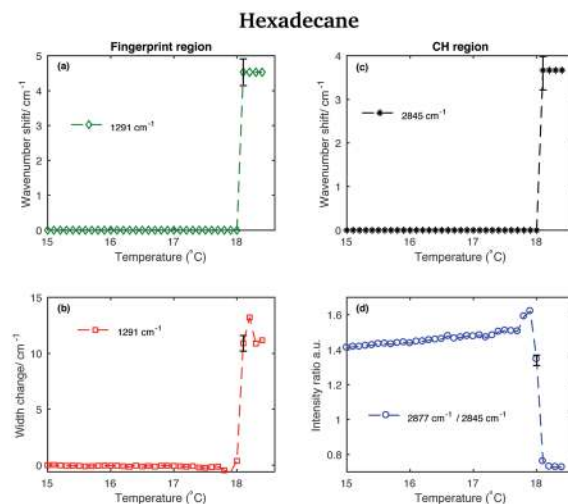 Hexadecane
Fingerprint region
CH region
(a)
Wavenumber shift/ cm⁻¹
5
4
3
2
1
0
1291 cm⁻¹
15 16 17 18
Temperature (°C)
(c)
Wavenumber shift/ cm⁻¹
4
3
2
1
0
2845 cm⁻¹
15 16 17 18
Temperature (°C)
(b)
Width change/ cm⁻¹
15
10
5
0
1291 cm⁻¹
15 16 17 18
Temperature (°C)
(d)
Intensity ratio a.u.
1.6
1.4
1.2
1
0.8
2877 cm⁻¹ / 2845 cm⁻¹
15 16 17 18
Temperature (°C)